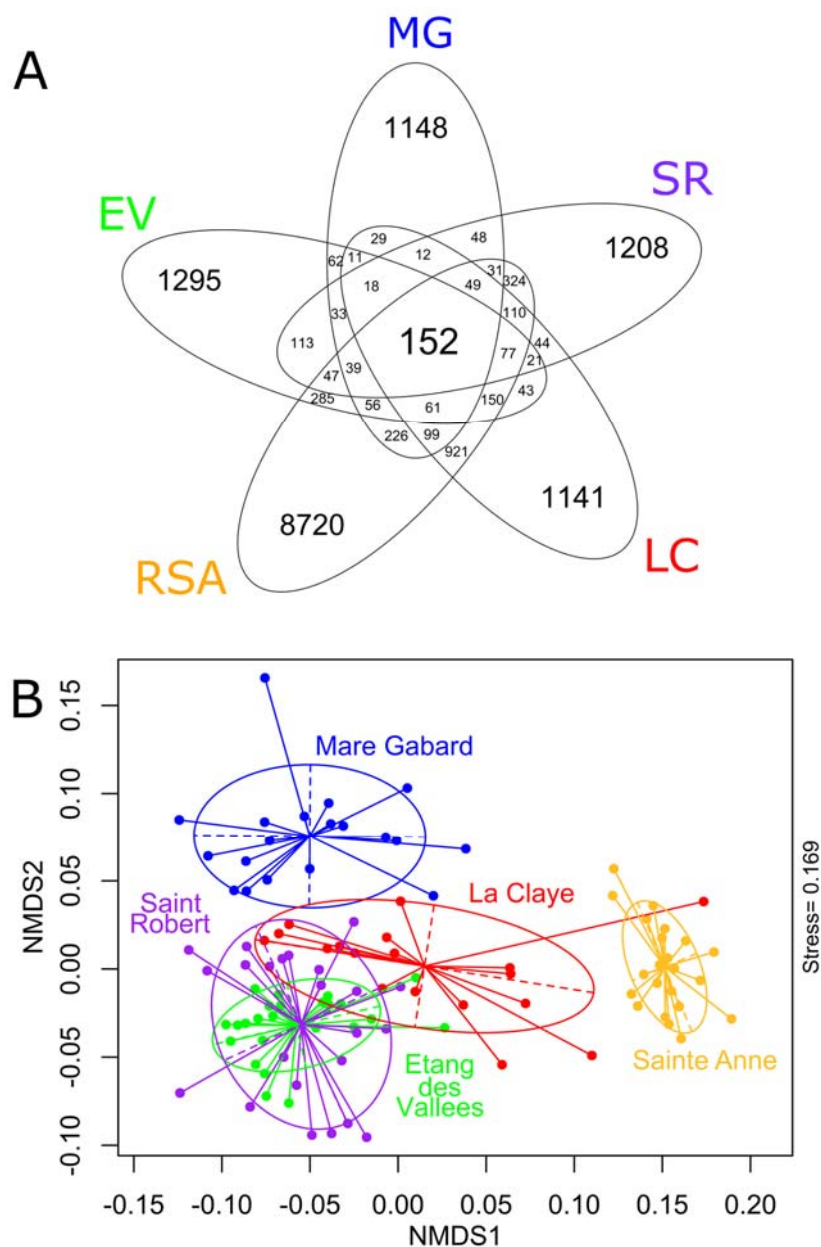 A
MG
SR
EV
1148
1208
1295
29
48
12
62
11
31
324
18
49
33
110
152
113
44
77
21
39
47
43
285
56
61
150
226
99
921
8720
1141
RSA
LC
B
Mare Gabard
La Claye
Saint
Robert
Sainte Anne
Etang
des
Vallees
0.15
0.10
0.05
0.00
-0.05
-0.10
NMDS2
-0.15
-0.10
-0.05
0.00
0.05
0.10
0.15
0.20
NMDS1
Stress= 0.169